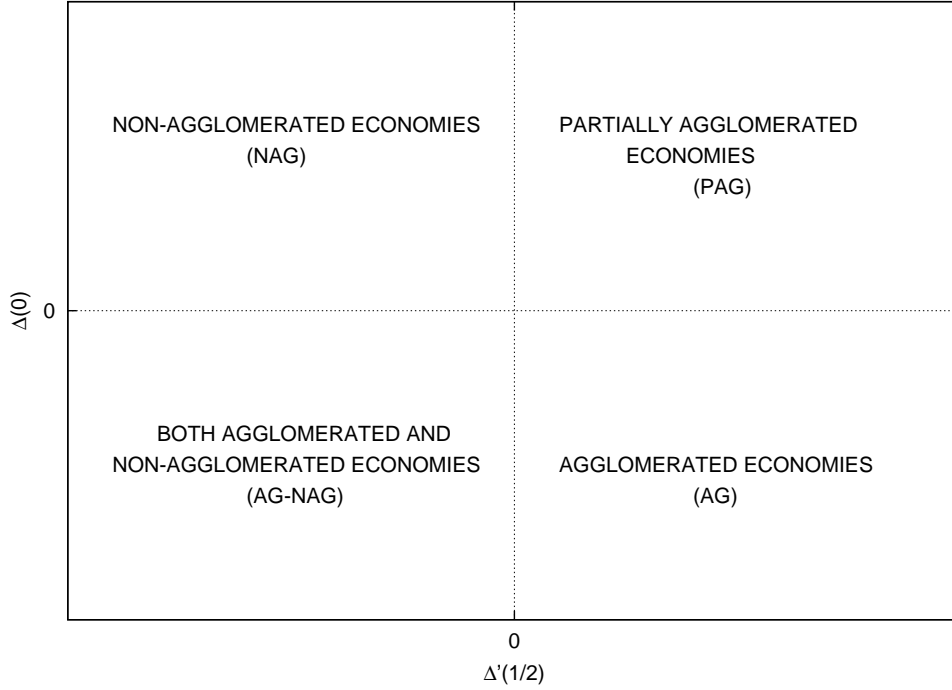 NON-AGGLOMERATED ECONOMIES
(NAG)
PARTIALLY AGGLOMERATED
ECONOMIES
(PAG)
Δ(0)
0
BOTH AGGLOMERATED AND
NON-AGGLOMERATED ECONOMIES
(AG-NAG)
AGGLOMERATED ECONOMIES
(AG)
0
Δ'(1/2)